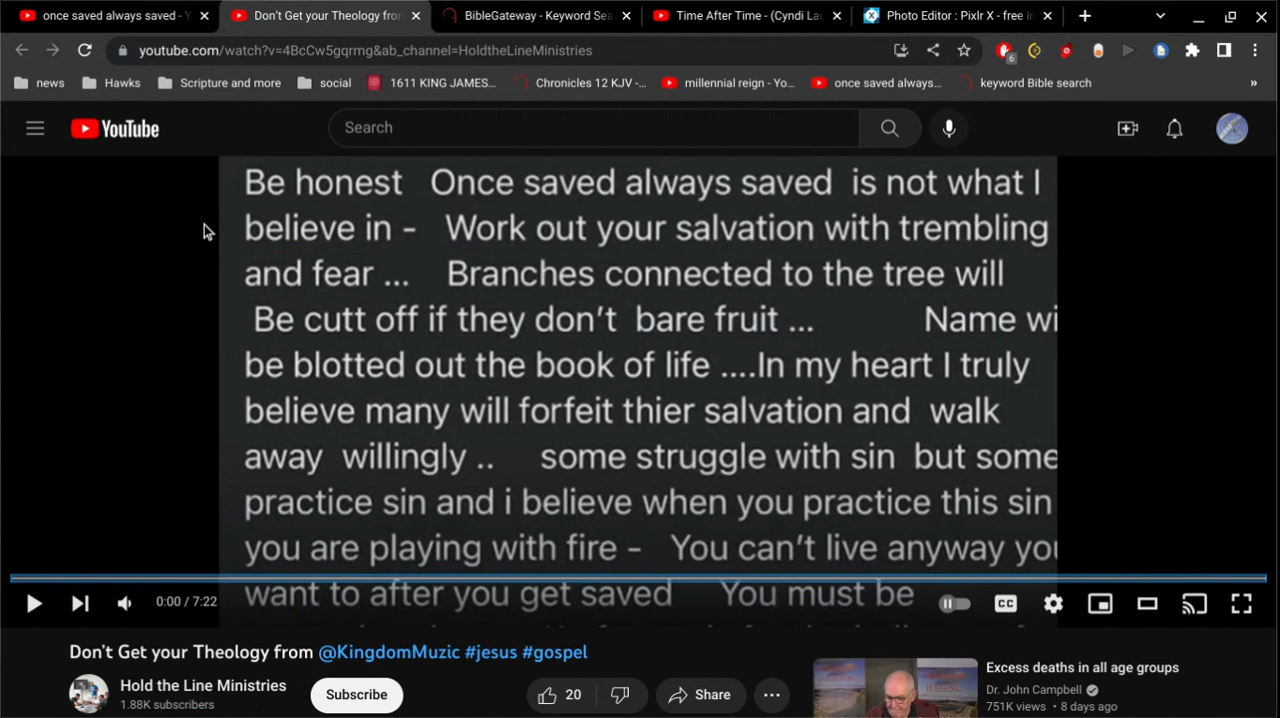 once saved always saved - Y
Don't Get your Theology from
BibleGateway - Keyword Sea
Time After Time - (Cyndi Lau
Photo Editor : Pixlr X - free in
youtube.com/watch?v=4BcCw5gqrmg&ab_channel=HoldtheLineMinistries
6
news
Hawks
Scripture and more
social
1611 KING JAMES...
Chronicles 12 KJV -...
millennial reign - Yo...
once saved always...
keyword Bible search
»
YouTube
Search
Be honest Once saved always saved is not what I
believe in - Work out your salvation with trembling
and fear ... Branches connected to the tree will
Be cutt off if they don't bare fruit ... Name wi
be blotted out the book of life ....In my heart I truly
believe many will forfeit thier salvation and walk
away willingly .. some struggle with sin but some
practice sin and i believe when you practice this sin
you are playing with fire - You can't live anyway you
want to after you get saved You must be
0:00 / 7:22
CC
Don't Get your Theology from @KingdomMuzic #jesus #gospel
Hold the Line Ministries
1.88K subscribers
Subscribe
20
Share
Excess deaths in all age groups
Dr. John Campbell
751K views • 8 days ago